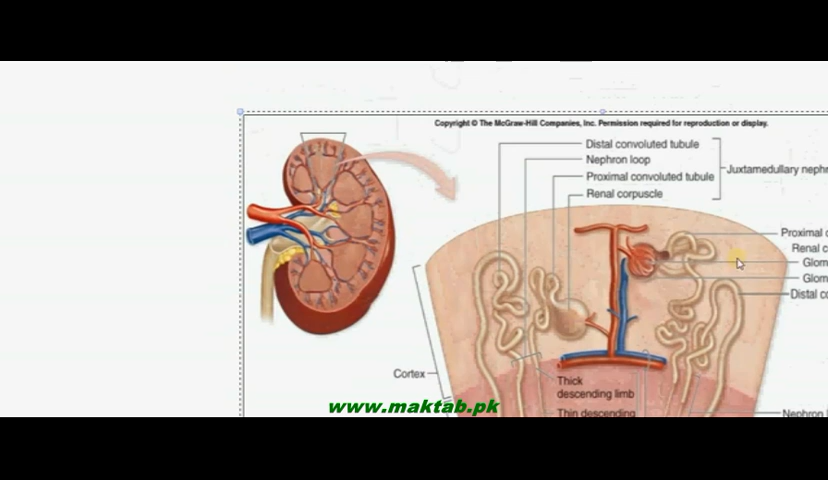 Copyright © The McGraw-Hill Companies, Inc. Permission required for reproduction or display.
Distal convoluted tubule
Nephron loop
Proximal convoluted tubule
Renal corpuscle
Juxtamedullary nephr
Proximal c
Renal c
Glom
Glom
Distal co
Cortex
Thick
descending limb
Thin descending
Nephron l
www.maktab.pk